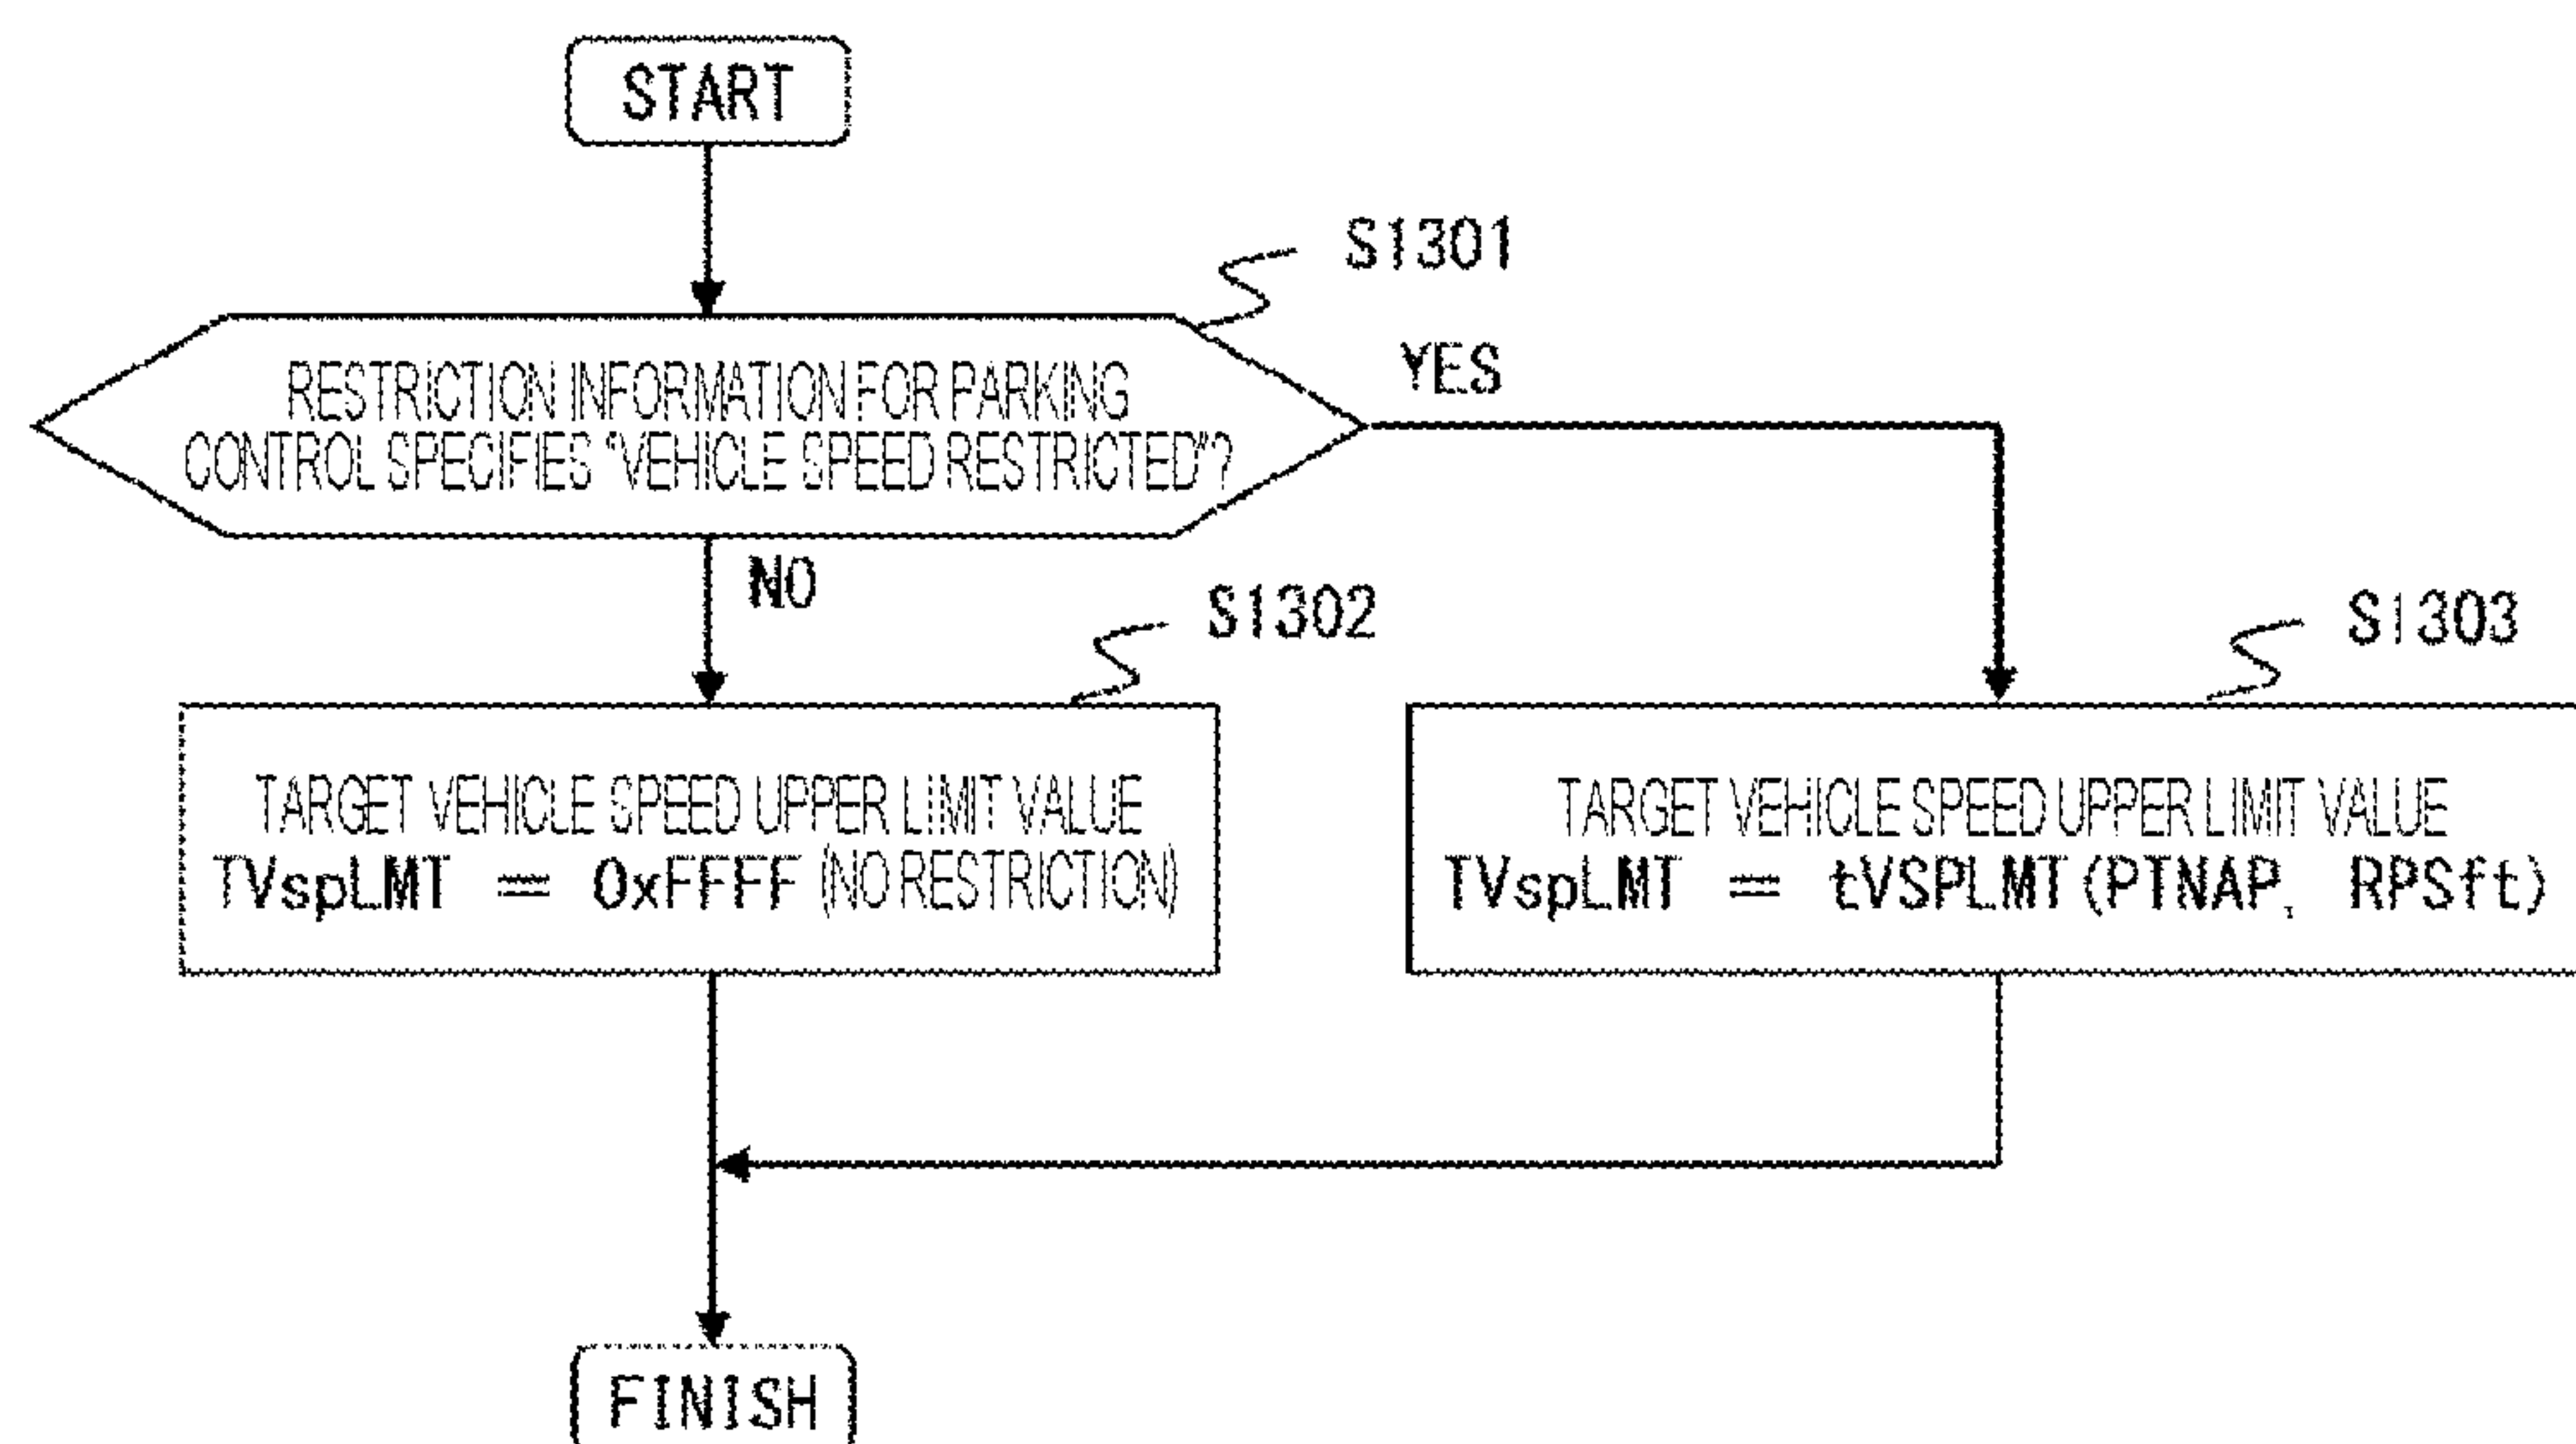 START
S1301
RESTRICTION INFORMATION FOR PARKING
CONTROL SPECIFIES "VEHICLE SPEED RESTRICTED"?
YES
NO
S1302
S1303
TARGET VEHICLE SPEED UPPER LIMIT VALUE
TVspLMT = 0xFFFF (NO RESTRICTION)
TARGET VEHICLE SPEED UPPER LIMIT VALUE
TVspLMT = tVSPLMT(PTNAP, RPSft)
FINISH